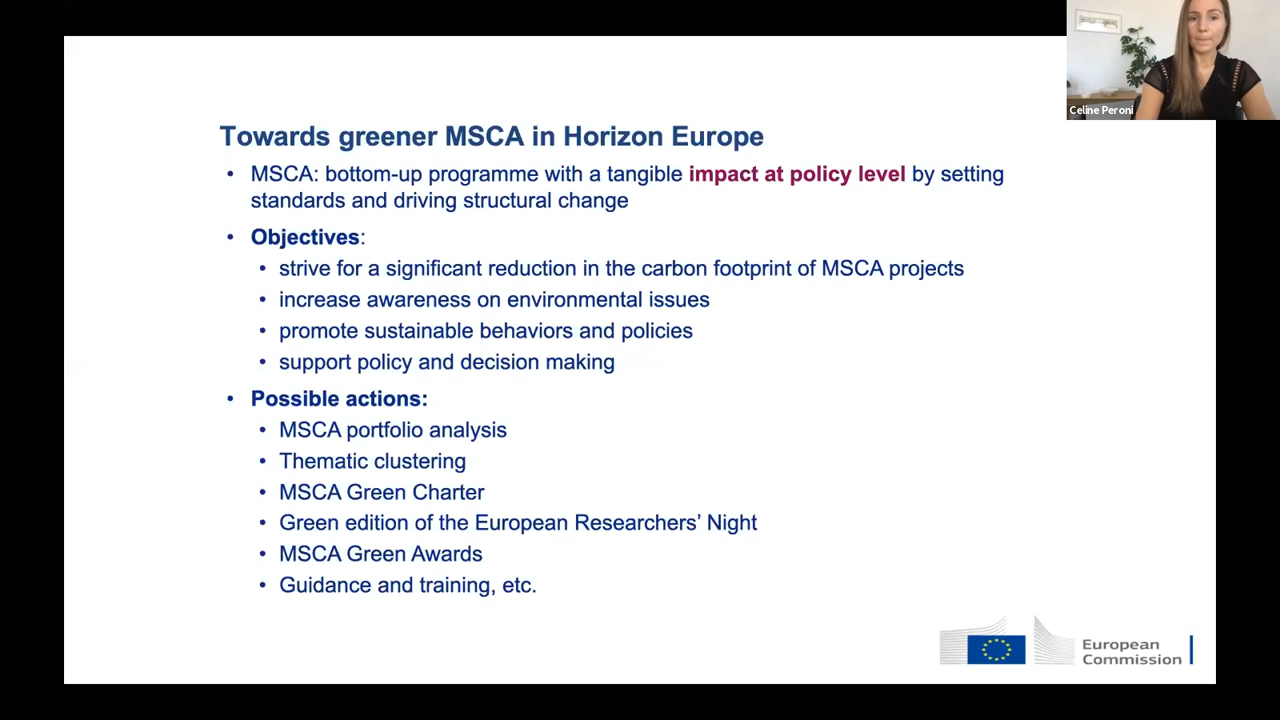 Celine Peroni
Towards greener MSCA in Horizon Europe
• MSCA: bottom-up programme with a tangible impact at policy level by setting
standards and driving structural change
• Objectives:
• strive for a significant reduction in the carbon footprint of MSCA projects
• increase awareness on environmental issues
• promote sustainable behaviors and policies
• support policy and decision making
• Possible actions:
• MSCA portfolio analysis
• Thematic clustering
• MSCA Green Charter
• Green edition of the European Researchers’ Night
• MSCA Green Awards
• Guidance and training, etc.
European
Commission